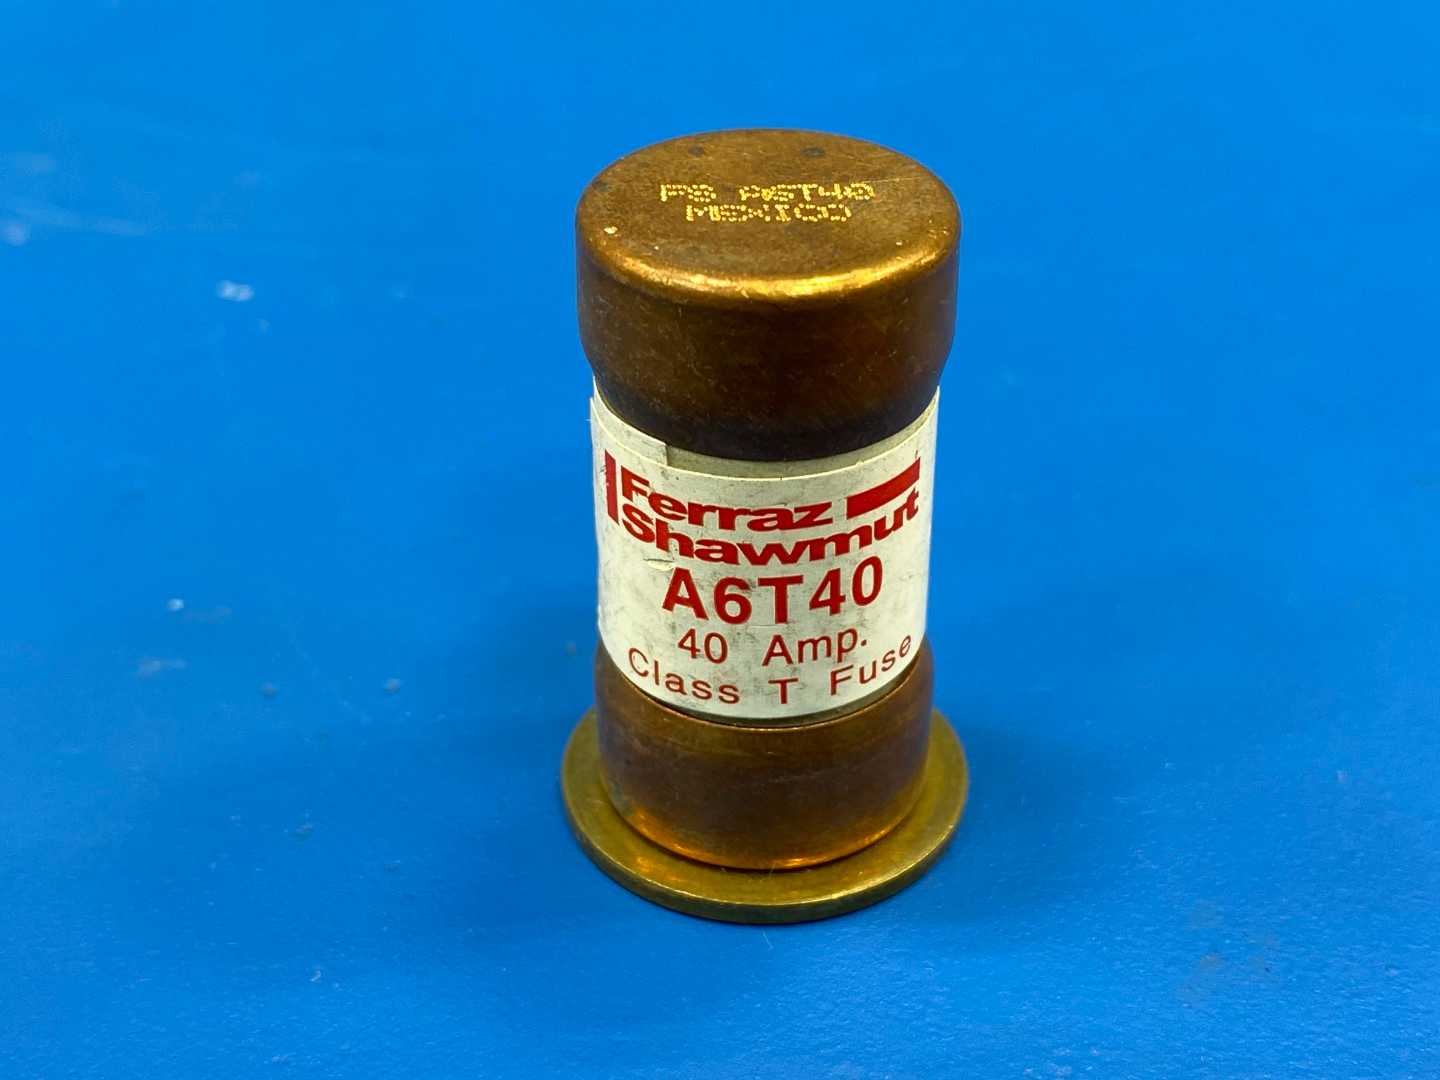 FS A6T40
MEXICO
Ferraz
Shawmut
A6T40
40 Amp.
Class T Fuse